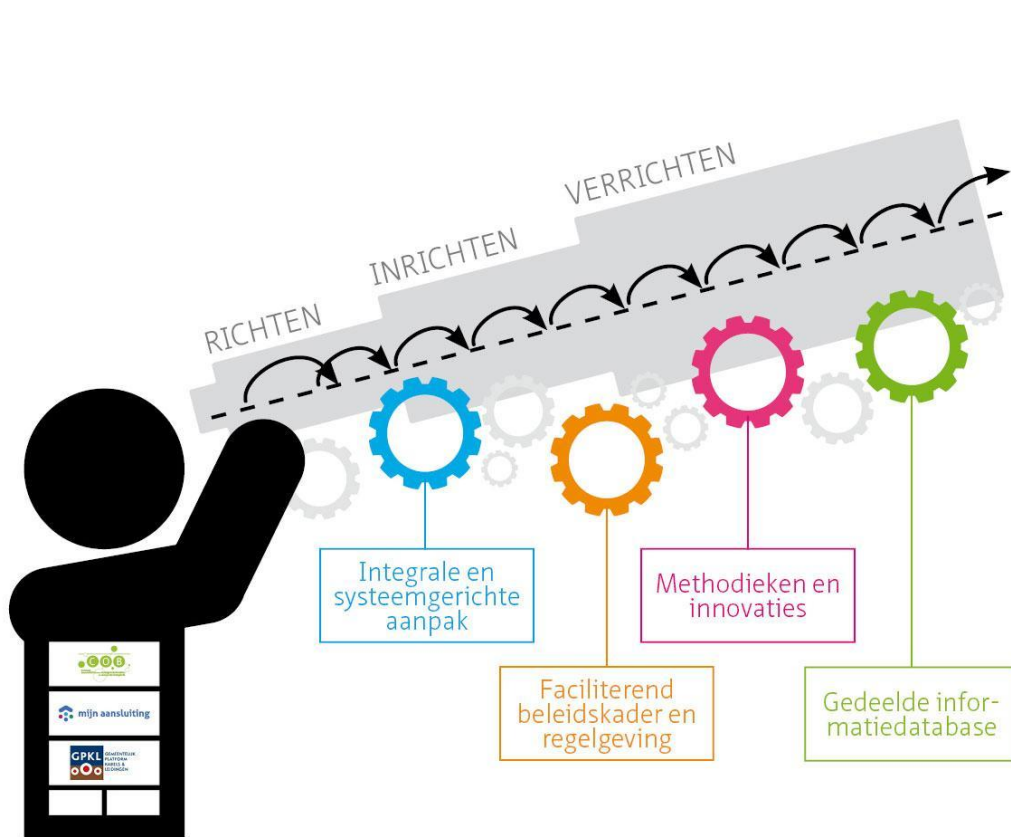 VERRICHTEN
INRICHTEN
RICHTEN
Integrale en
systeemgerichte
aanpak
Methodieken en
innovaties
Faciliterend
beleidskader en
regelgeving
Gedeelde infor-
matiedatabase
COB
mijn aansluiting
GPKL
GEMEENTELIJK
PLATFORM
KABELS &
LEIDINGEN